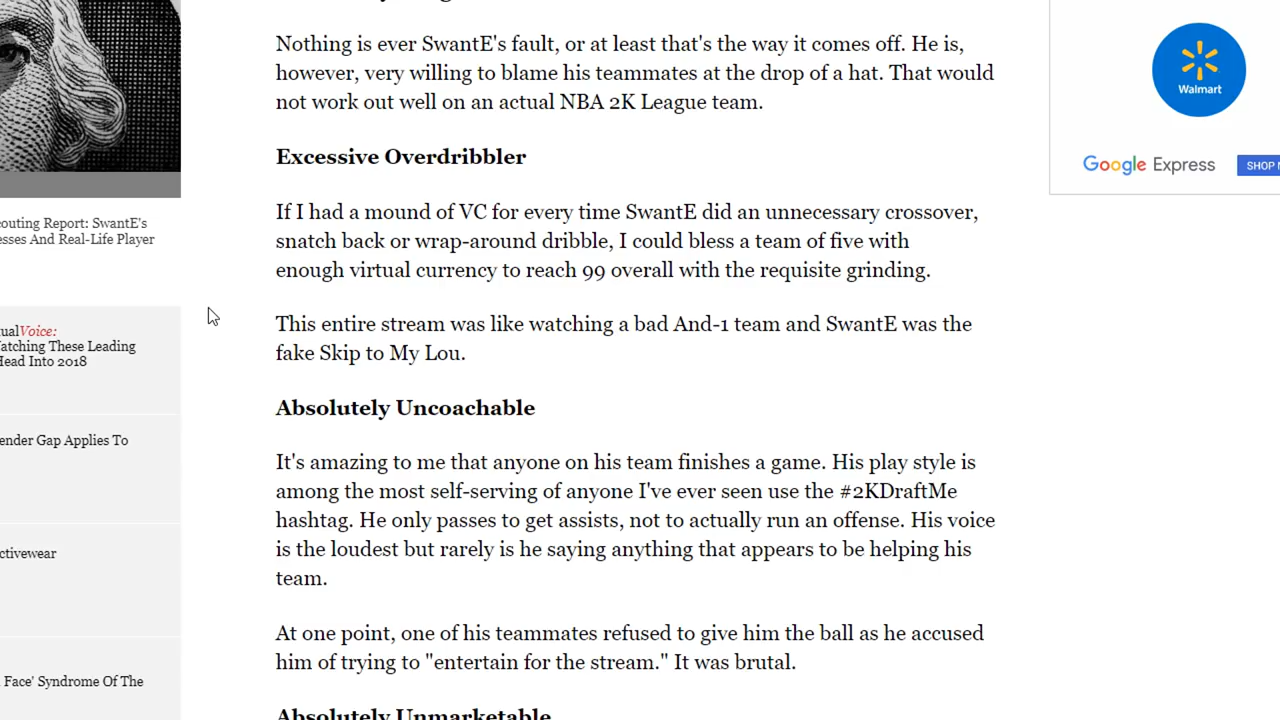 Nothing is ever SwantE's fault, or at least that's the way it comes off. He is,
however, very willing to blame his teammates at the drop of a hat. That would
not work out well on an actual NBA 2K League team.
Excessive Overdribbler
If I had a mound of VC for every time SwantE did an unnecessary crossover,
snatch back or wrap-around dribble, I could bless a team of five with
enough virtual currency to reach 99 overall with the requisite grinding.
This entire stream was like watching a bad And-1 team and SwantE was the
fake Skip to My Lou.
Absolutely Uncoachable
It's amazing to me that anyone on his team finishes a game. His play style is
among the most self-serving of anyone I've ever seen use the #2KDraftMe
hashtag. He only passes to get assists, not to actually run an offense. His voice
is the loudest but rarely is he saying anything that appears to be helping his
team.
At one point, one of his teammates refused to give him the ball as he accused
him of trying to "entertain for the stream." It was brutal.
Absolutely Unmarketable
Scouting Report: SwantE's
And Real-Life Player
Voice:
Watching These Leading
Head Into 2018
Gender Gap Applies To
Face' Syndrome Of The
Walmart
Google Express
SHOP